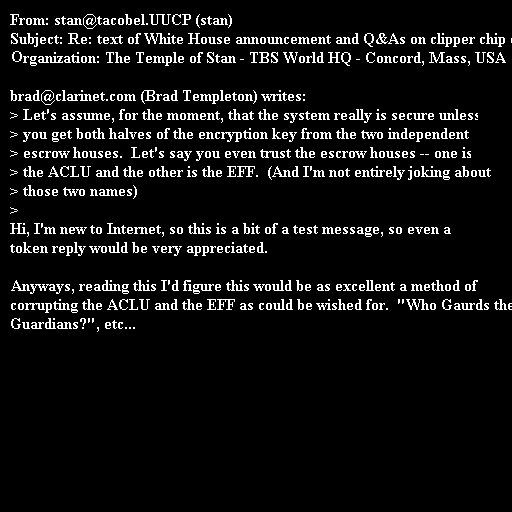 From: stan@tacobel.UUCP (stan)
Subject: Re: text of White House announcement and Q&As on clipper chip
Organization: The Temple of Stan - TBS World HQ - Concord, Mass, USA
brad@clarinet.com (Brad Templeton) writes:
> Let's assume, for the moment, that the system really is secure unless
> you get both halves of the encryption key from the two independent
> escrow houses.  Let's say you even trust the escrow houses -- one is
> the ACLU and the other is the EFF.  (And I'm not entirely joking about
> those two names)
>
Hi, I'm new to Internet, so this is a bit of a test message, so even a
token reply would be very appreciated.
Anyways, reading this I'd figure this would be as excellent a method of
corrupting the ACLU and the EFF as could be wished for.  "Who Gaurds the
Guardians?", etc...